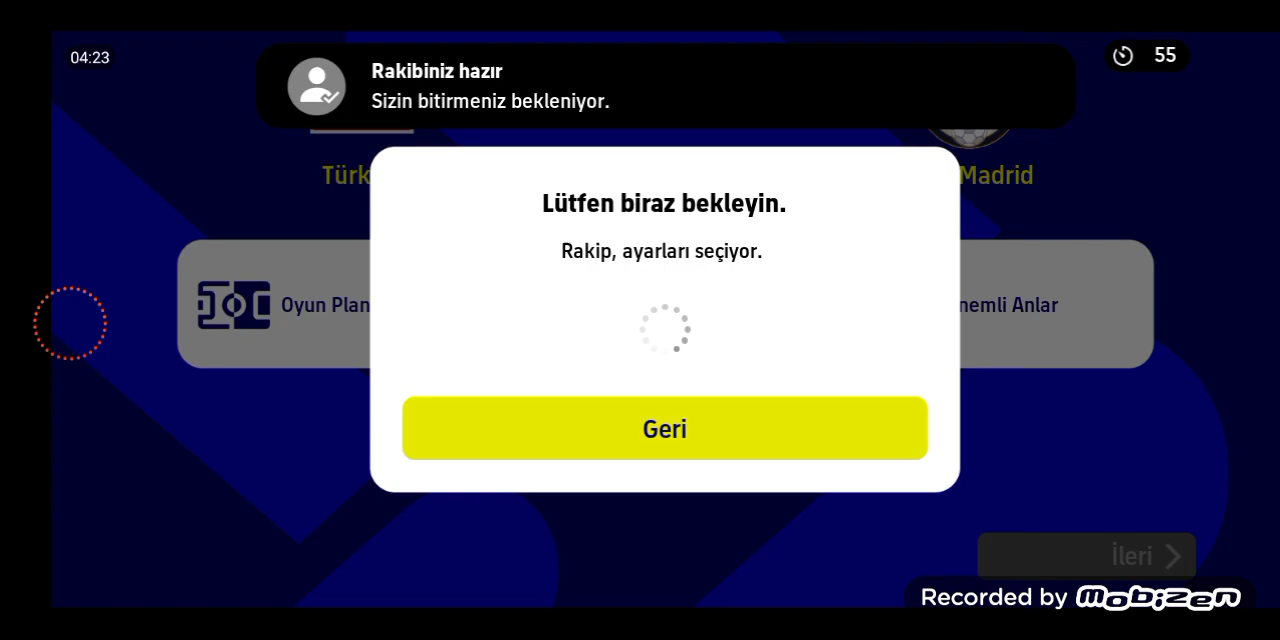 04:23
Rakibiniz hazır
Sizin bitirmeniz bekleniyor.
55
Türk
Madrid
Lütfen biraz bekleyin.
Rakip, ayarları seçiyor.
Oyun Plan
nemli Anlar
Geri
İleri
Recorded by mobizen